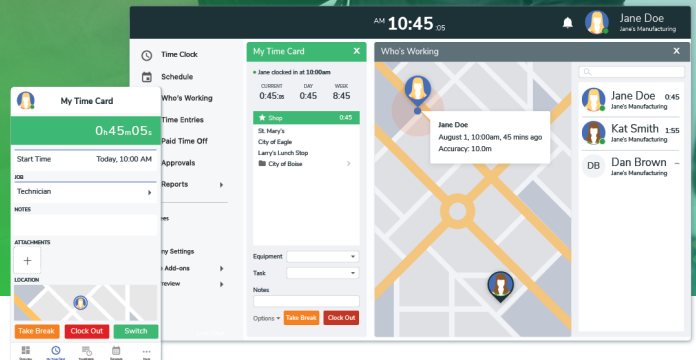 AM 10:45 :05
Jane Doe
Jane's Manufacturing
Time Clock
Schedule
Who's Working
Time Entries
Paid Time Off
Approvals
Reports
ny Settings
Add-ons
My Time Card X
Jane clocked in at 10:00am
CURRENT DAY WEEK
0:45:05 0:45 8:45
Shop 0:45
St. Mary's
City of Eagle
Larry's Lunch Stop
City of Boise
Equipment
Task
Notes
Options Take Break Clock Out
Who's Working X
Jane Doe
August 1, 10:00am, 45 mins ago
Accuracy: 10.0m
Jane Doe 0:45
Jane's Manufacturing
Kat Smith 1:55
Jane's Manufacturing
DB Dan Brown --
Jane's Manufacturing
My Time Card
0h45m05s
Start Time Today, 10:00 AM
JOB
Technician
NOTES
ATTACHMENTS
+
LOCATION
Take Break Clock Out Switch